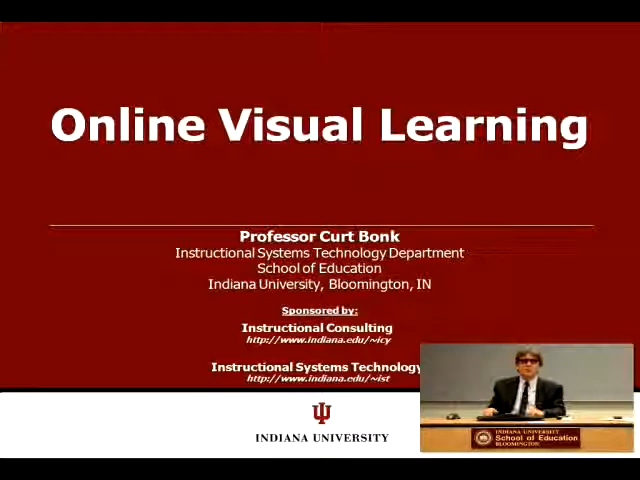 Online Visual Learning
Professor Curt Bonk
Instructional Systems Technology Department
School of Education
Indiana University, Bloomington, IN
Sponsored by:
Instructional Consulting
http://www.indiana.edu/~icy
Instructional Systems Technology
http://www.indiana.edu/~ist
INDIANA UNIVERSITY
INDIANA UNIVERSITY
School of Education
BLOOMINGTON